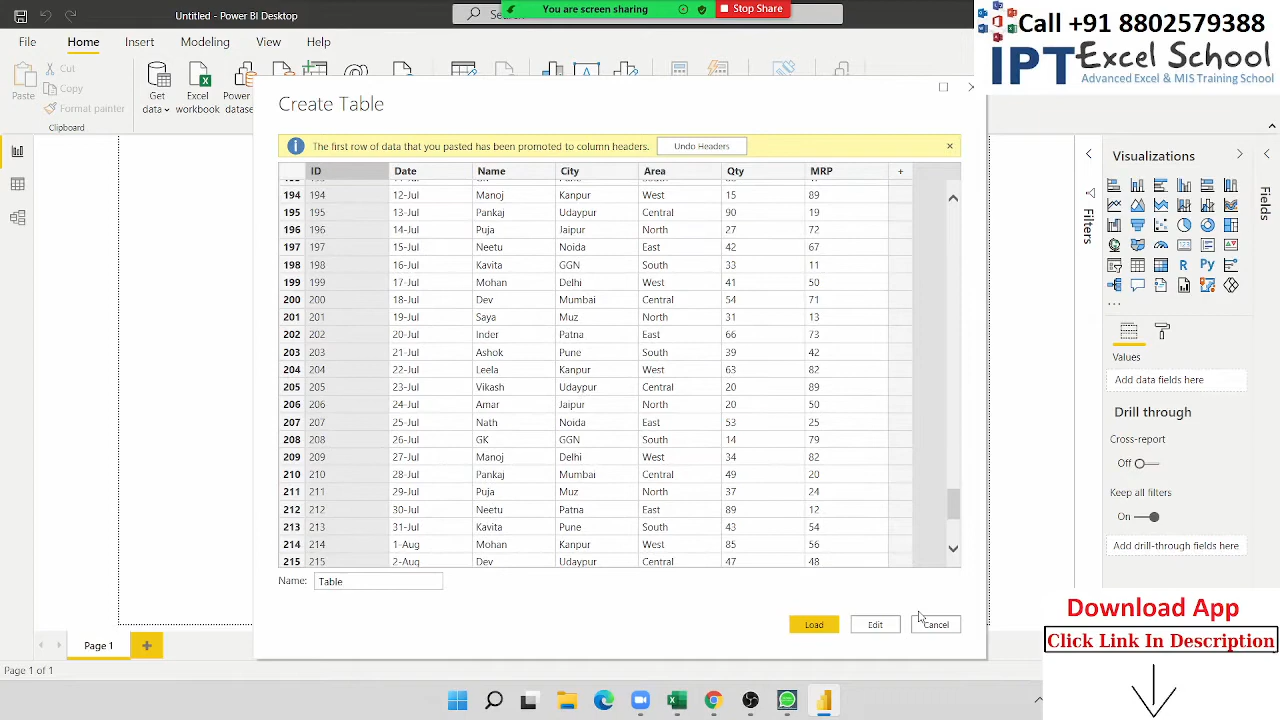 Untitled - Power BI Desktop
You are screen sharing
Stop Share
Call +91 8802579388
IPT Excel School
Advanced Excel & MIS Training School
File Home Insert Modeling View Help
Paste
Cut
Copy
Format painter
Clipboard
Get data
Excel workbook
Create Table
The first row of data that you pasted has been promoted to column headers. Undo Headers
ID Date Name City Area Qty MRP +
194 194 12-Jul Manoj Kanpur West 15 89
195 195 13-Jul Pankaj Udaypur Central 90 19
196 196 14-Jul Puja Jaipur North 27 72
197 197 15-Jul Neetu Noida East 42 67
198 198 16-Jul Kavita GGN South 33 11
199 199 17-Jul Mohan Delhi West 41 50
200 200 18-Jul Dev Mumbai Central 54 71
201 201 19-Jul Saya Muz North 31 13
202 202 20-Jul Inder Patna East 66 73
203 203 21-Jul Ashok Pune South 39 42
204 204 22-Jul Leela Kanpur West 63 82
205 205 23-Jul Vikash Udaypur Central 20 89
206 206 24-Jul Amar Jaipur North 20 50
207 207 25-Jul Nath Noida East 53 25
208 208 26-Jul GK GGN South 14 79
209 209 27-Jul Manoj Delhi West 34 82
210 210 28-Jul Pankaj Mumbai Central 49 20
211 211 29-Jul Puja Muz North 37 24
212 212 30-Jul Neetu Patna East 89 12
213 213 31-Jul Kavita Pune South 43 54
214 214 1-Aug Mohan Kanpur West 85 56
215 215 2-Aug Dev Udaypur Central 47 48
Name: Table
Load Edit Cancel
Filters
Visualizations
Fields
Values
Add data fields here
Drill through
Cross-report
Off
Keep all filters
On
Add drill-through fields here
Page 1
Page 1 of 1
Download App
Click Link In Description